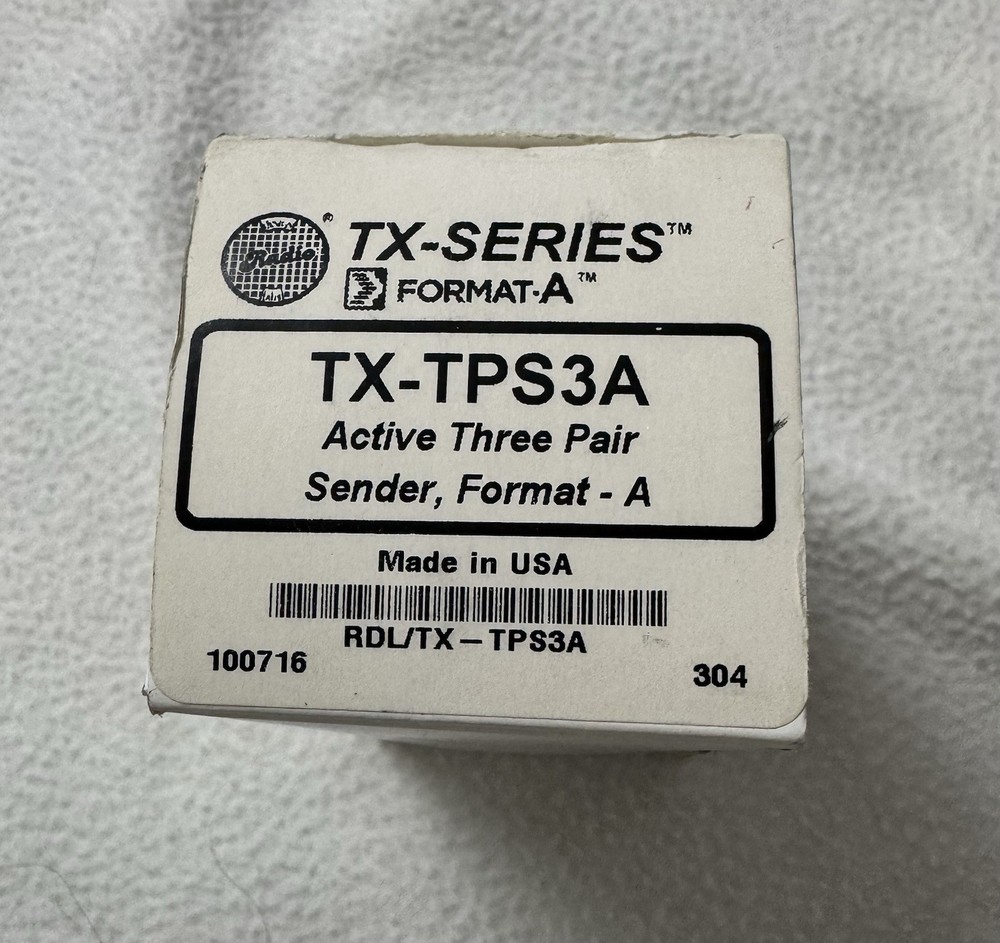 Radio ®
TX-SERIES™
FORMAT-A™
TX-TPS3A
Active Three Pair
Sender, Format - A
Made in USA
RDL/TX–TPS3A
100716
304